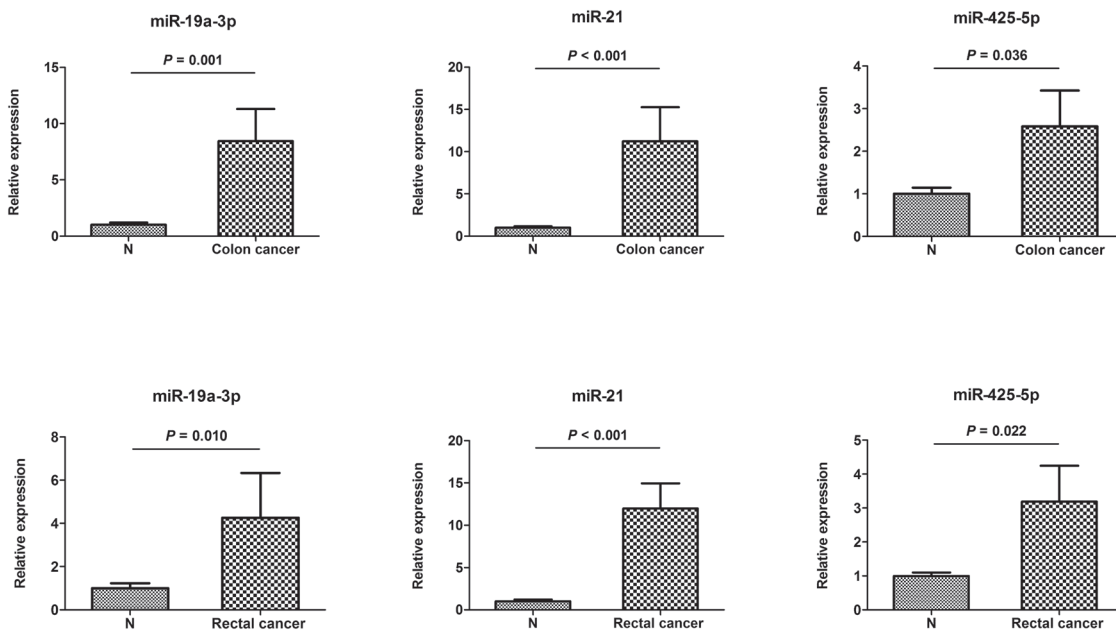 miR-19a-3p
P = 0.001
Relative expression
15
10
5
0
N
Colon cancer
miR-21
P < 0.001
Relative expression
20
15
10
5
0
N
Colon cancer
miR-425-5p
P = 0.036
Relative expression
4
3
2
1
0
N
Colon cancer
miR-19a-3p
P = 0.010
Relative expression
8
6
4
2
0
N
Rectal cancer
miR-21
P < 0.001
Relative expression
20
15
10
5
0
N
Rectal cancer
miR-425-5p
P = 0.022
Relative expression
5
4
3
2
1
0
N
Rectal cancer